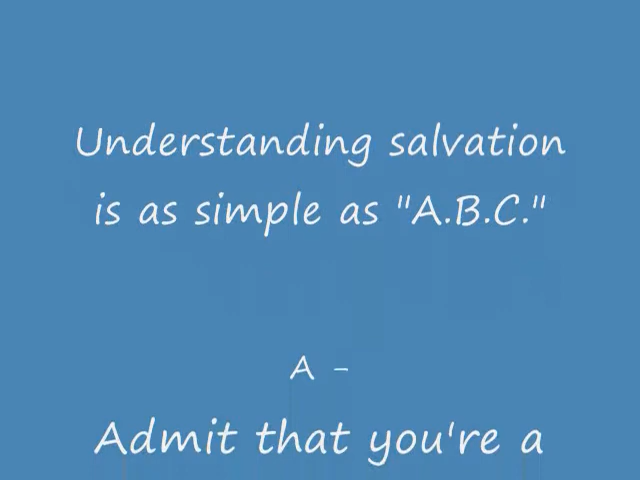 Understanding salvation
is as simple as "A.B.C."
A -
Admit that you're a